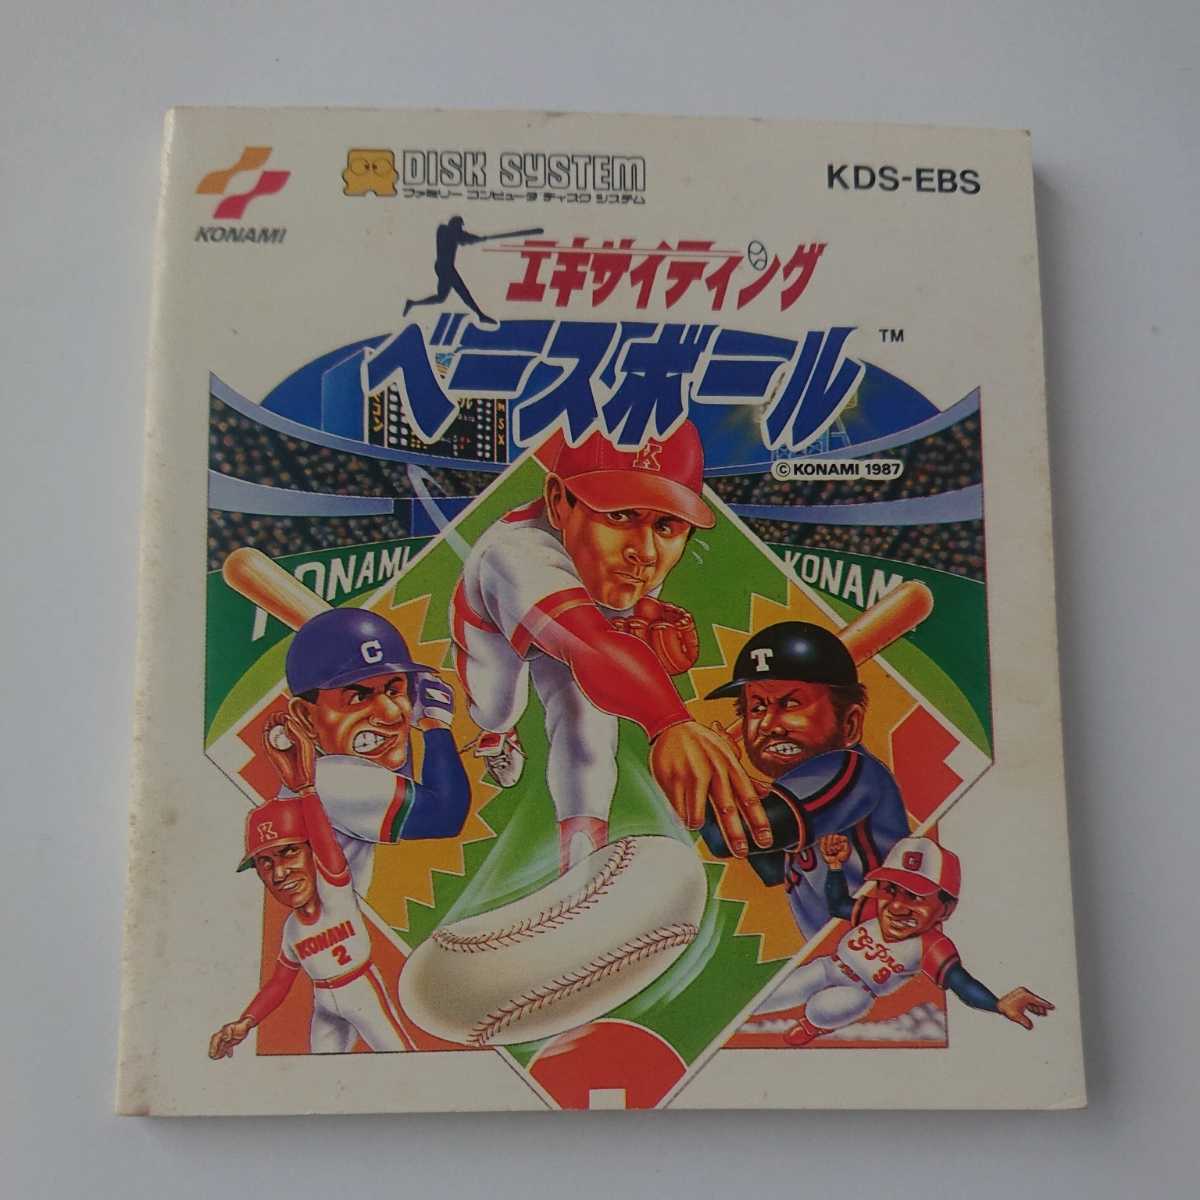 KONAMI
DISK SYSTEM
ファミリー コンピュータ ディスク システム
KDS-EBS
エキサイティング
ベースボール
TM
MSX
© KONAMI 1987
K
KONAMI
KONAMI
C
T
K
KONAMI
2
G
G-Pro
9